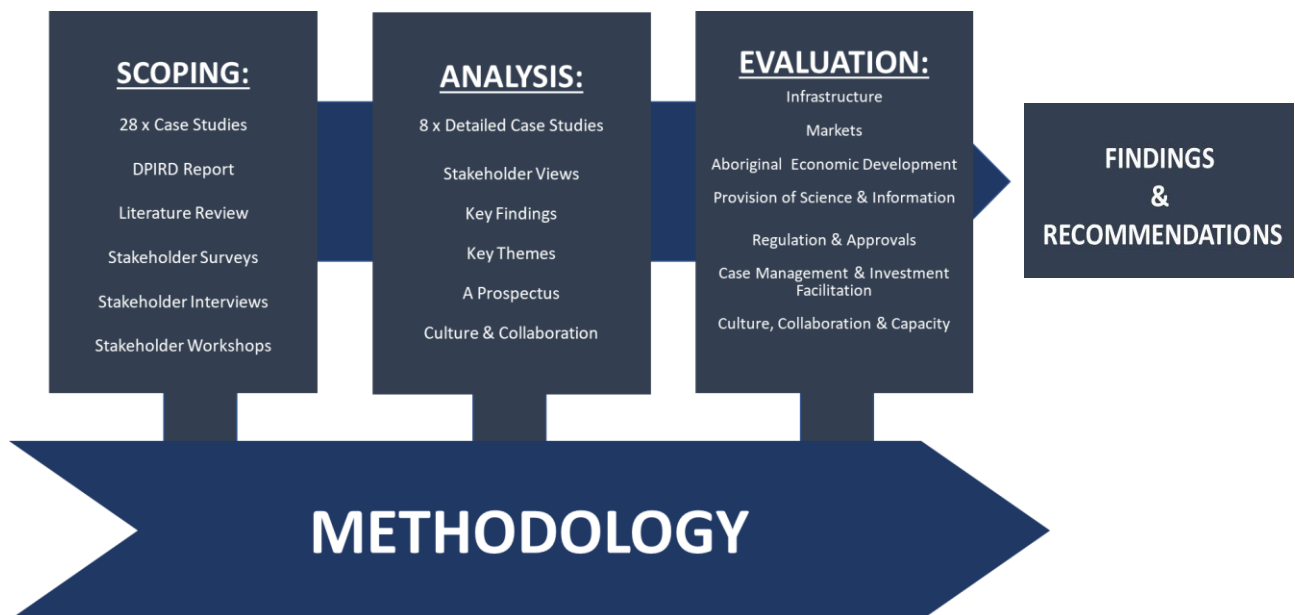 SCOPING:
28 x Case Studies
DPIRD Report
Literature Review
Stakeholder Surveys
Stakeholder Interviews
Stakeholder Workshops
ANALYSIS:
8 x Detailed Case Studies
Stakeholder Views
Key Findings
Key Themes
A Prospectus
Culture & Collaboration
EVALUATION:
Infrastructure
Markets
Aboriginal Economic Development
Provision of Science & Information
Regulation & Approvals
Case Management & Investment
Facilitation
Culture, Collaboration & Capacity
FINDINGS
&
RECOMMENDATIONS
METHODOLOGY